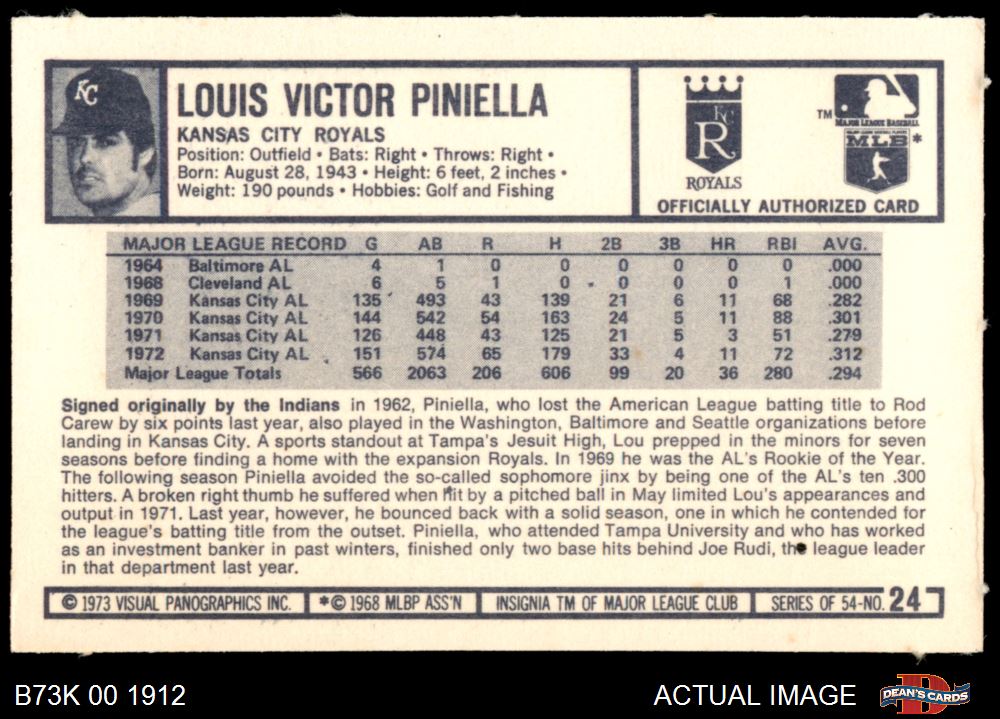 KC
LOUIS VICTOR PINIELLA
KANSAS CITY ROYALS
Position: Outfield • Bats: Right • Throws: Right •
Born: August 28, 1943 • Height: 6 feet, 2 inches •
Weight: 190 pounds • Hobbies: Golf and Fishing
KC
R
ROYALS
TM
MAJOR LEAGUE BASEBALL
MAJOR LEAGUE BASEBALL PLAYERS
MLB *
OFFICIALLY AUTHORIZED CARD
MAJOR LEAGUE RECORD G AB R H 2B 3B HR RBI AVG.
1964 Baltimore AL 4 1 0 0 0 0 0 0 .000
1968 Cleveland AL 6 5 1 0 0 0 0 1 .000
1969 Kansas City AL 135 493 43 139 21 6 11 68 .282
1970 Kansas City AL 144 542 54 163 24 5 11 88 .301
1971 Kansas City AL 126 448 43 125 21 5 3 51 .279
1972 Kansas City AL 151 574 65 179 33 4 11 72 .312
Major League Totals 566 2063 206 606 99 20 36 280 .294
Signed originally by the Indians in 1962, Piniella, who lost the American League batting title to Rod
Carew by six points last year, also played in the Washington, Baltimore and Seattle organizations before
landing in Kansas City. A sports standout at Tampa's Jesuit High, Lou prepped in the minors for seven
seasons before finding a home with the expansion Royals. In 1969 he was the AL's Rookie of the Year.
The following season Piniella avoided the so-called sophomore jinx by being one of the AL's ten .300
hitters. A broken right thumb he suffered when hit by a pitched ball in May limited Lou's appearances and
output in 1971. Last year, however, he bounced back with a solid season, one in which he contended for
the league's batting title from the outset. Piniella, who attended Tampa University and who has worked
as an investment banker in past winters, finished only two base hits behind Joe Rudi, the league leader
in that department last year.
© 1973 VISUAL PANOGRAPHICS INC. *© 1968 MLBP ASS'N INSIGNIA TM OF MAJOR LEAGUE CLUB SERIES OF 54-NO. 24
B73K 00 1912 ACTUAL IMAGE DEAN'S CARDS